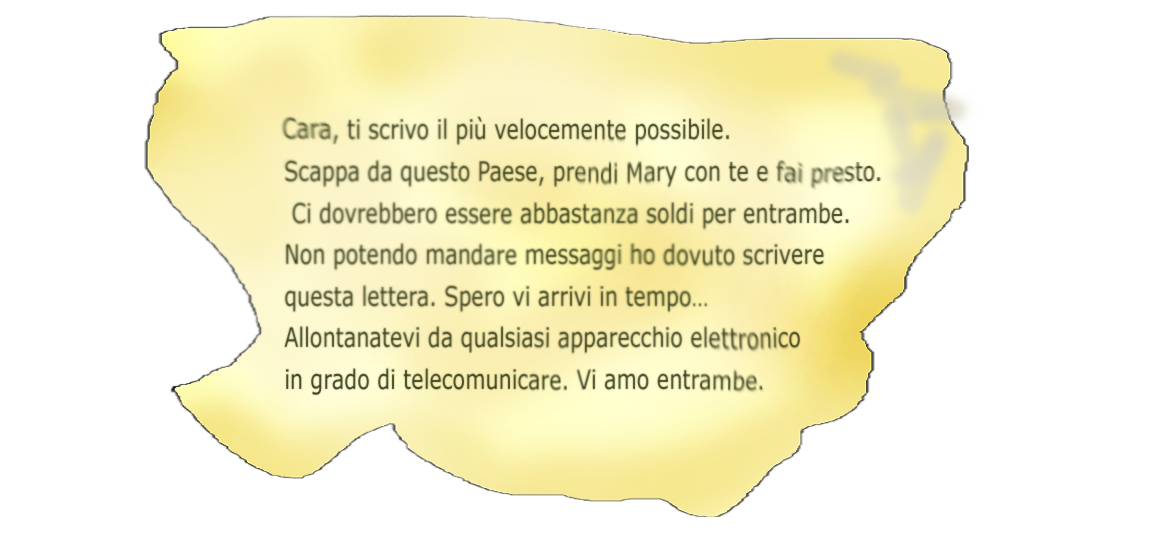 Cara, ti scrivo il più velocemente possibile.
Scappa da questo Paese, prendi Mary con te e fai presto.
Ci dovrebbero essere abbastanza soldi per entrambe.
Non potendo mandare messaggi ho dovuto scrivere
questa lettera. Spero vi arrivi in tempo...
Allontanatevi da qualsiasi apparecchio elettronico
in grado di telecomunicare. Vi amo entrambe.